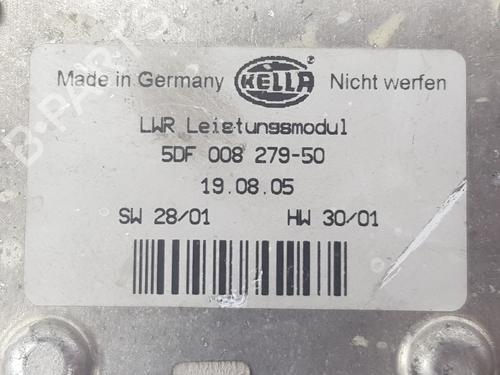 Made in Germany HELLA Nicht werfen
LWR Leistungsmodul
5DF 008 279-50
19.08.05
SW 28/01 HW 30/01
B-PARTS